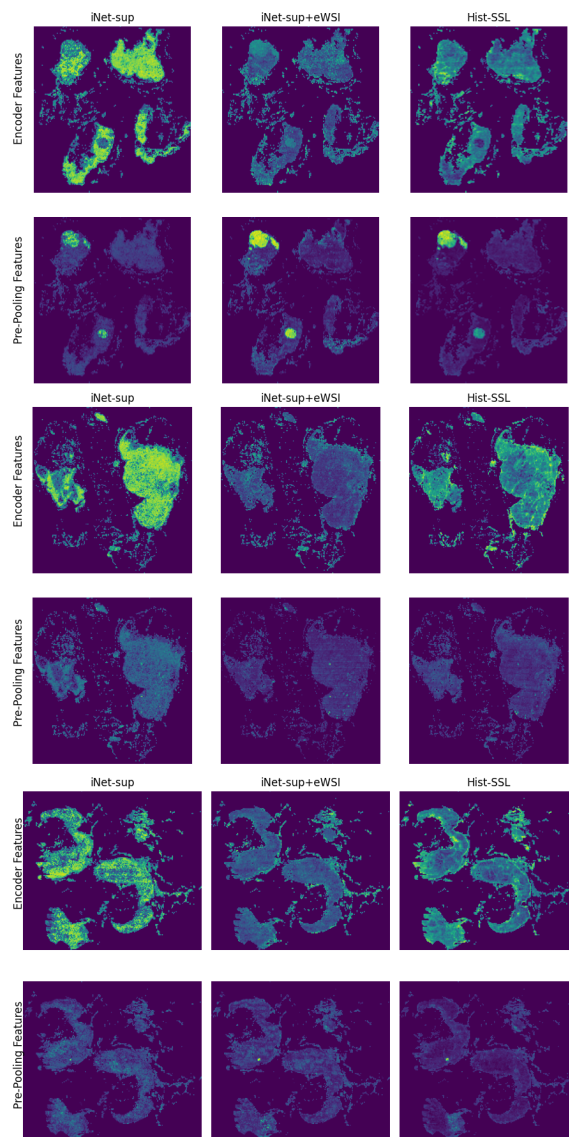 iNet-sup iNet-sup+eWSI Hist-SSL
Encoder Features
Pre-Pooling Features
iNet-sup iNet-sup+eWSI Hist-SSL
Encoder Features
Pre-Pooling Features
iNet-sup iNet-sup+eWSI Hist-SSL
Encoder Features
Pre-Pooling Features